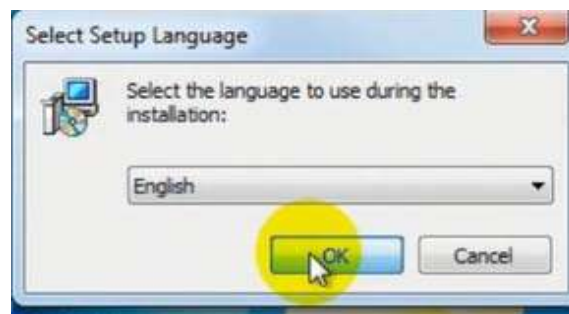 Select Setup Language
Select the language to use during the
installation:
English
OK
Cancel